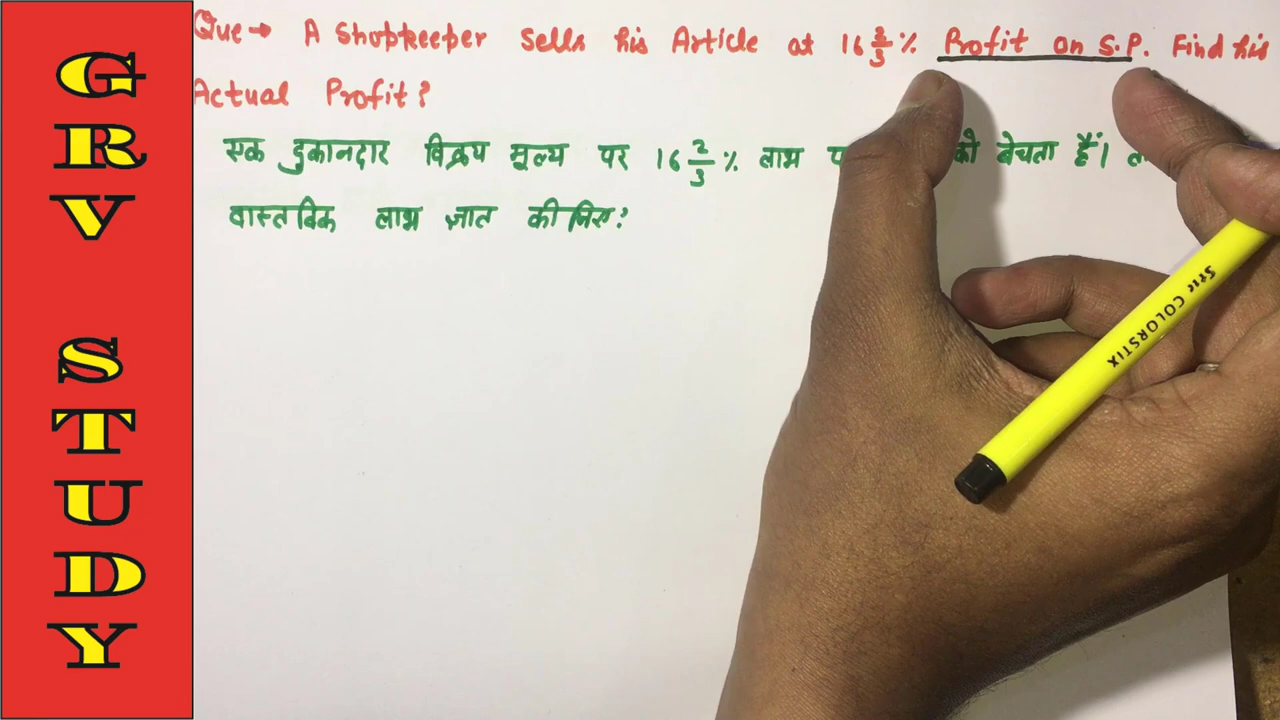 GRV STUDY
Que→ A Shopkeeper sells his Article at 16 2/3 % Profit on S.P. Find his
Actual Profit?
एक दुकानदार विक्रय मूल्य पर 16 2/3 % लाभ को बेचता हैं।
वास्तविक लाभ ज्ञात कीजिए?
Stic COLORSTIX